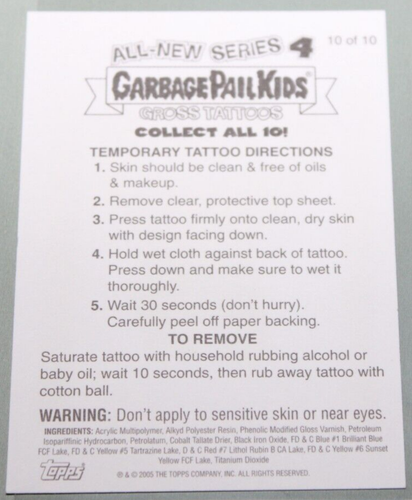 ALL-NEW SERIES 4 10 of 10
GARBAGE PAIL KIDS®
GROSS TATTOOS
COLLECT ALL 10!
TEMPORARY TATTOO DIRECTIONS
1. Skin should be clean & free of oils
& makeup.
2. Remove clear, protective top sheet.
3. Press tattoo firmly onto clean, dry skin
with design facing down.
4. Hold wet cloth against back of tattoo.
Press down and make sure to wet it
thoroughly.
5. Wait 30 seconds (don't hurry).
Carefully peel off paper backing.
TO REMOVE
Saturate tattoo with household rubbing alcohol or
baby oil; wait 10 seconds, then rub away tattoo with
cotton ball.
WARNING: Don't apply to sensitive skin or near eyes.
INGREDIENTS: Acrylic Multipolymer, Alkyd Polyester Resin, Phenolic Modified Gloss Varnish, Petroleum
Isopariffinic Hydrocarbon, Petrolatum, Cobalt Tallate Drier, Black Iron Oxide, FD & C Blue #1 Brilliant Blue
FCF Lake, FD & C Yellow #5 Tartrazine Lake, D & C Red #7 Lithol Rubin B CA Lake, FD & C Yellow #6 Sunset
Yellow FCF Lake, Titanium Dioxide
Topps ® & © 2005 THE TOPPS COMPANY, INC. ALL RIGHTS RESERVED.